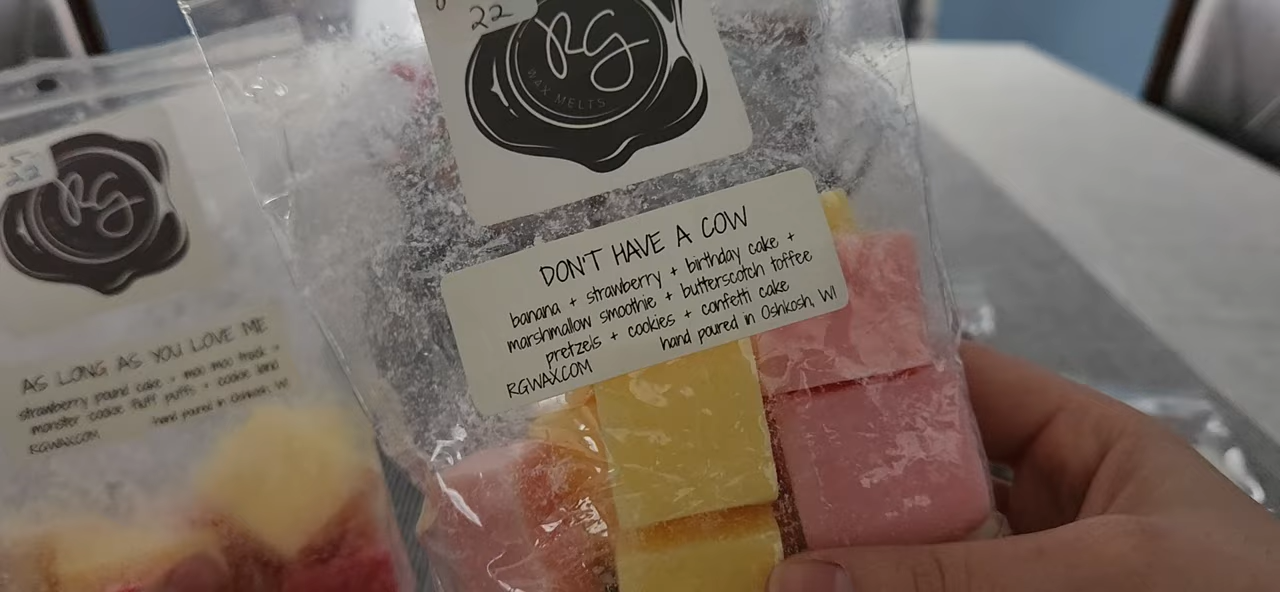 22
RG
WAX MELTS
DON'T HAVE A COW
banana + strawberry + birthday cake +
marshmallow smoothie + butterscotch toffee
pretzels + cookies + confetti cake
hand poured in Oshkosh, WI
RGWAX.COM
22
RG
AS LONG AS YOU LOVE ME
strawberry pound cake + moo moo track +
monster cookie fluff puffs + cookie land
hand poured in Oshkosh, WI
RGWAX.COM